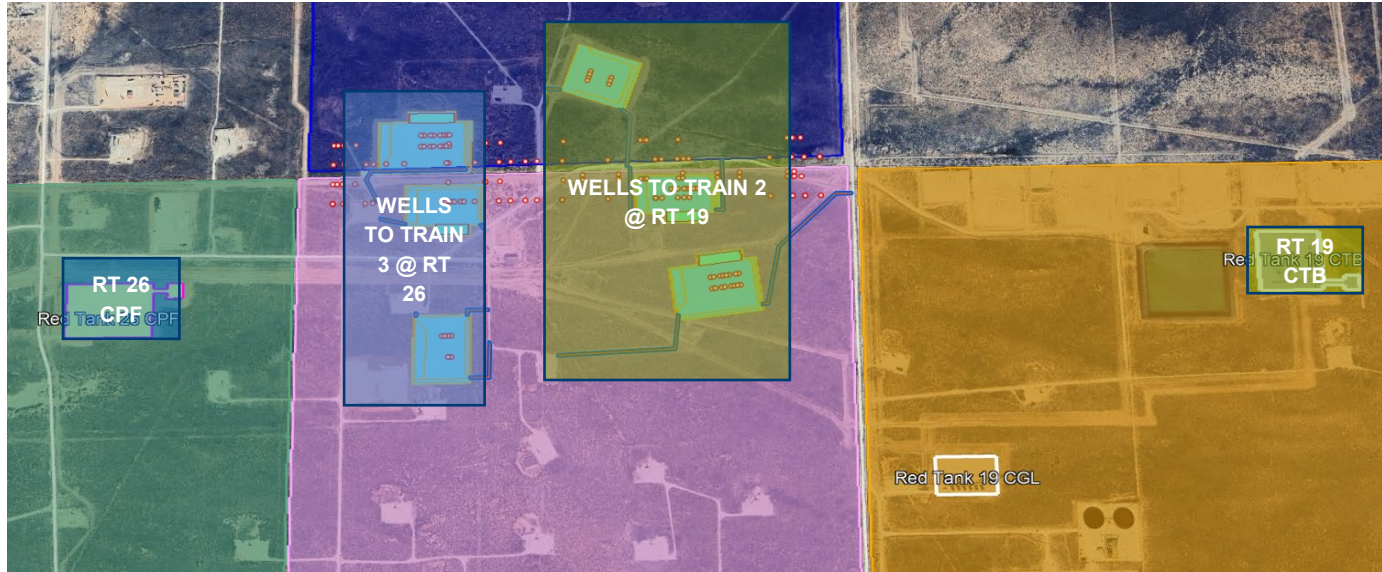 WELLS
TO TRAIN
3 @ RT
26
WELLS TO TRAIN 2
@ RT 19
RT 26
CPF
Red Tank 26 CPF
RT 19
CTB
Red Tank 19 CTB
Red Tank 19 CGL